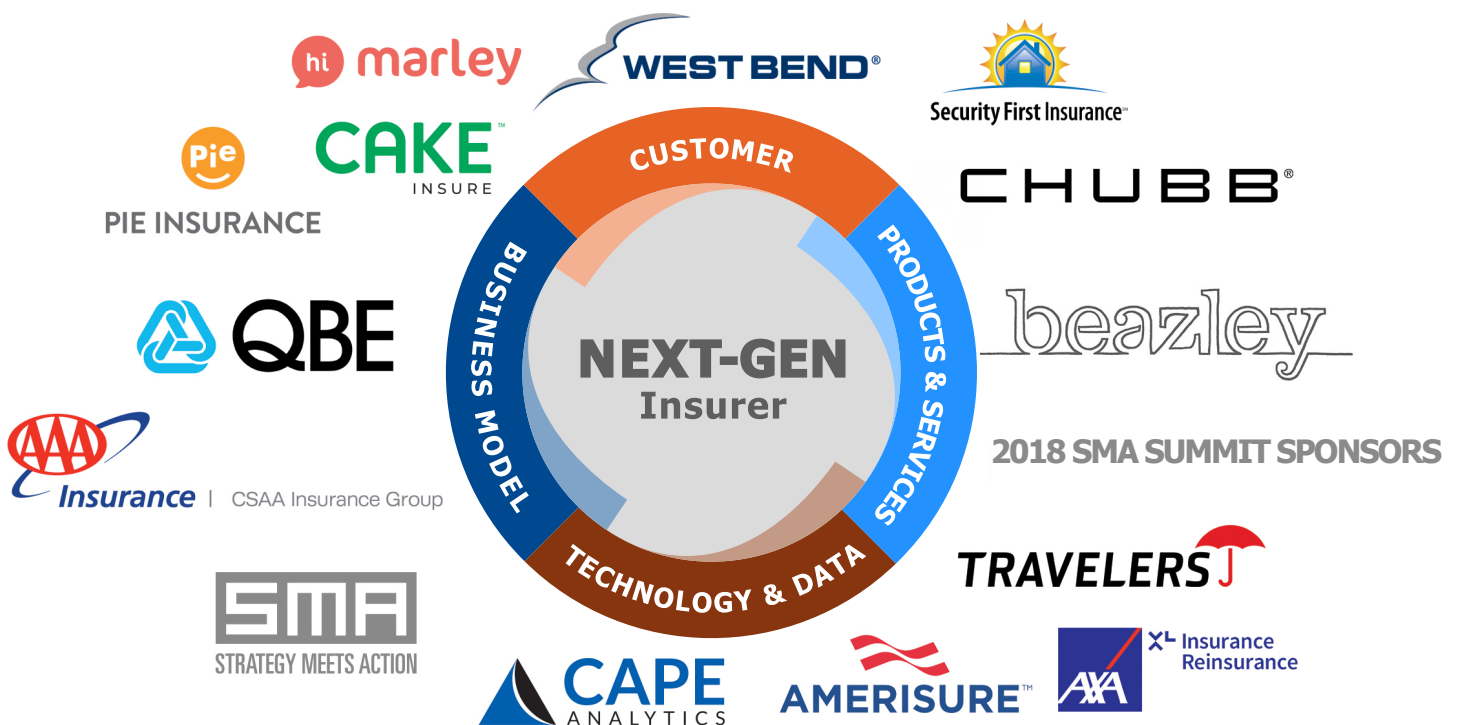 hi marley
WEST BEND®
Security First Insurance℠
Pie
PIE INSURANCE
CAKE™
INSURE
CUSTOMER
CHUBB®
BUSINESS MODEL
PRODUCTS & SERVICES
QBE
beazley
NEXT-GEN
Insurer
AAA
Insurance | CSAA Insurance Group
2018 SMA SUMMIT SPONSORS
TECHNOLOGY & DATA
TRAVELERS
SMA
STRATEGY MEETS ACTION
CAPE
ANALYTICS
AMERISURE™
AXA
XL Insurance
Reinsurance